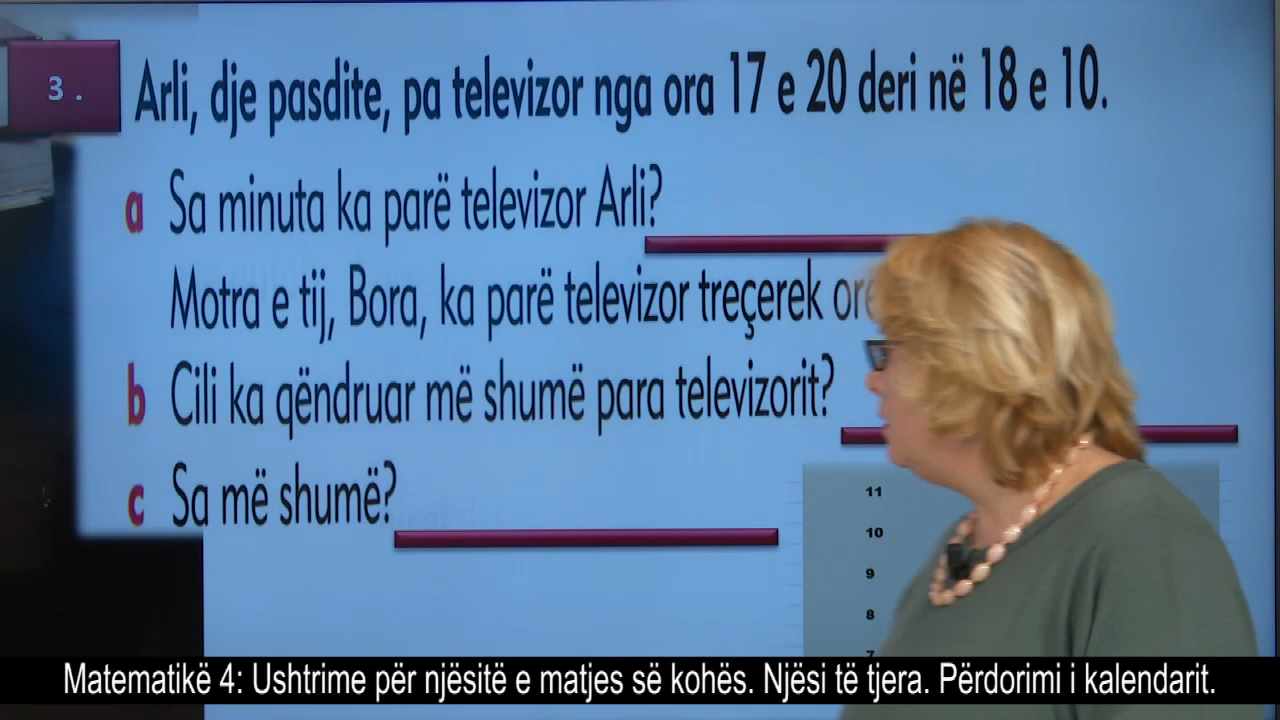 3 .
Arli, dje pasdite, pa televizor nga ora 17 e 20 deri në 18 e 10.
a Sa minuta ka parë televizor Arli?
Motra e tij, Bora, ka parë televizor treçerek
b Cili ka qëndruar më shumë para televizorit?
c Sa më shumë?
11
10
9
8
Matematikë 4: Ushtrime për njësitë e matjes së kohës. Njësi të tjera. Përdorimi i kalendarit.